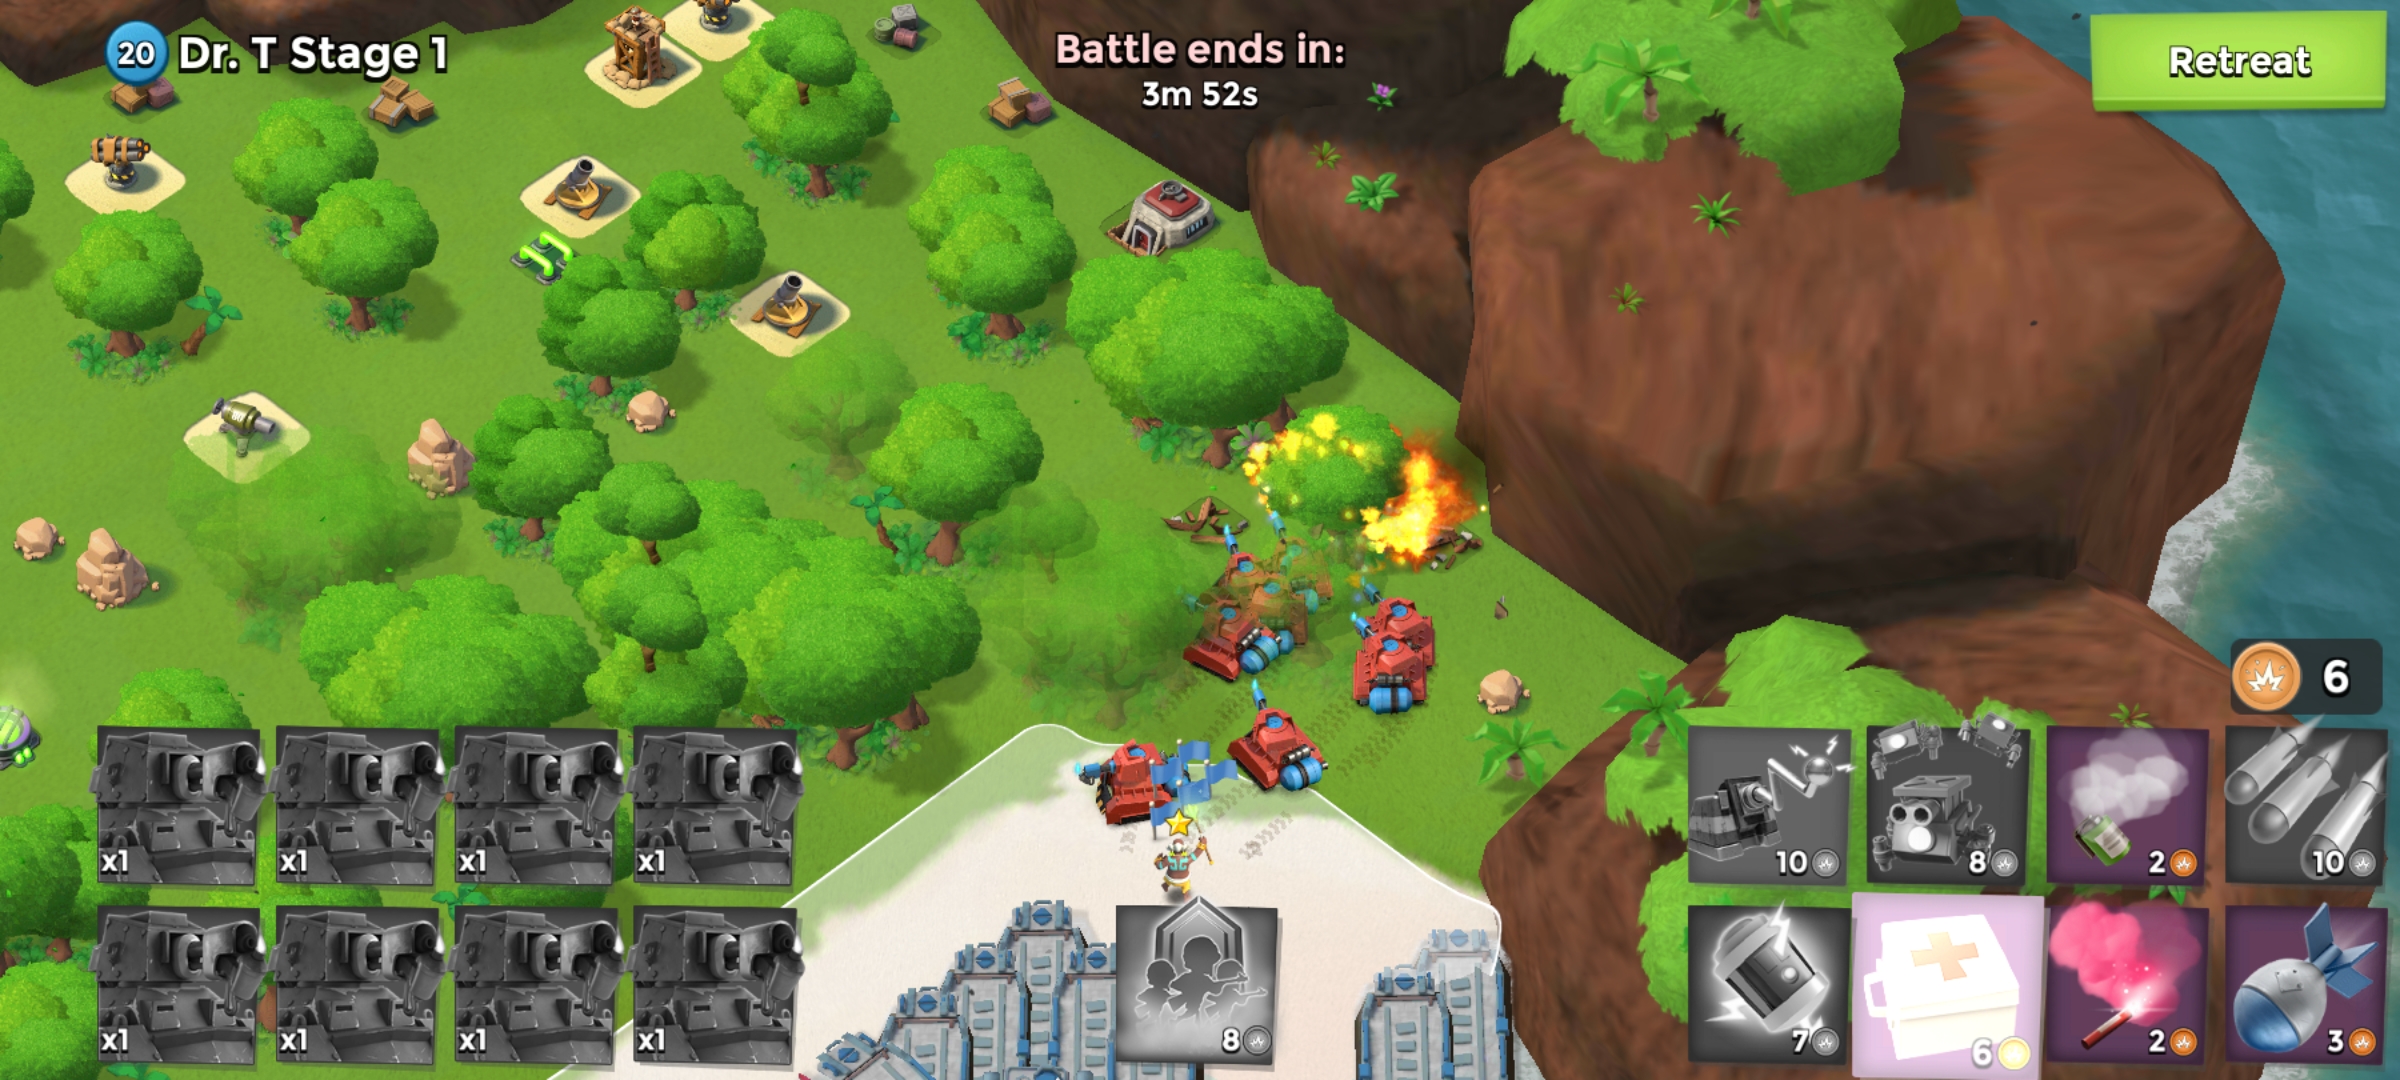 20 Dr. T Stage 1
Battle ends in:
3m 52s
Retreat
6
x1 x1 x1 x1
10 8 2 10
x1 x1 x1 x1
8
7 6 2 3